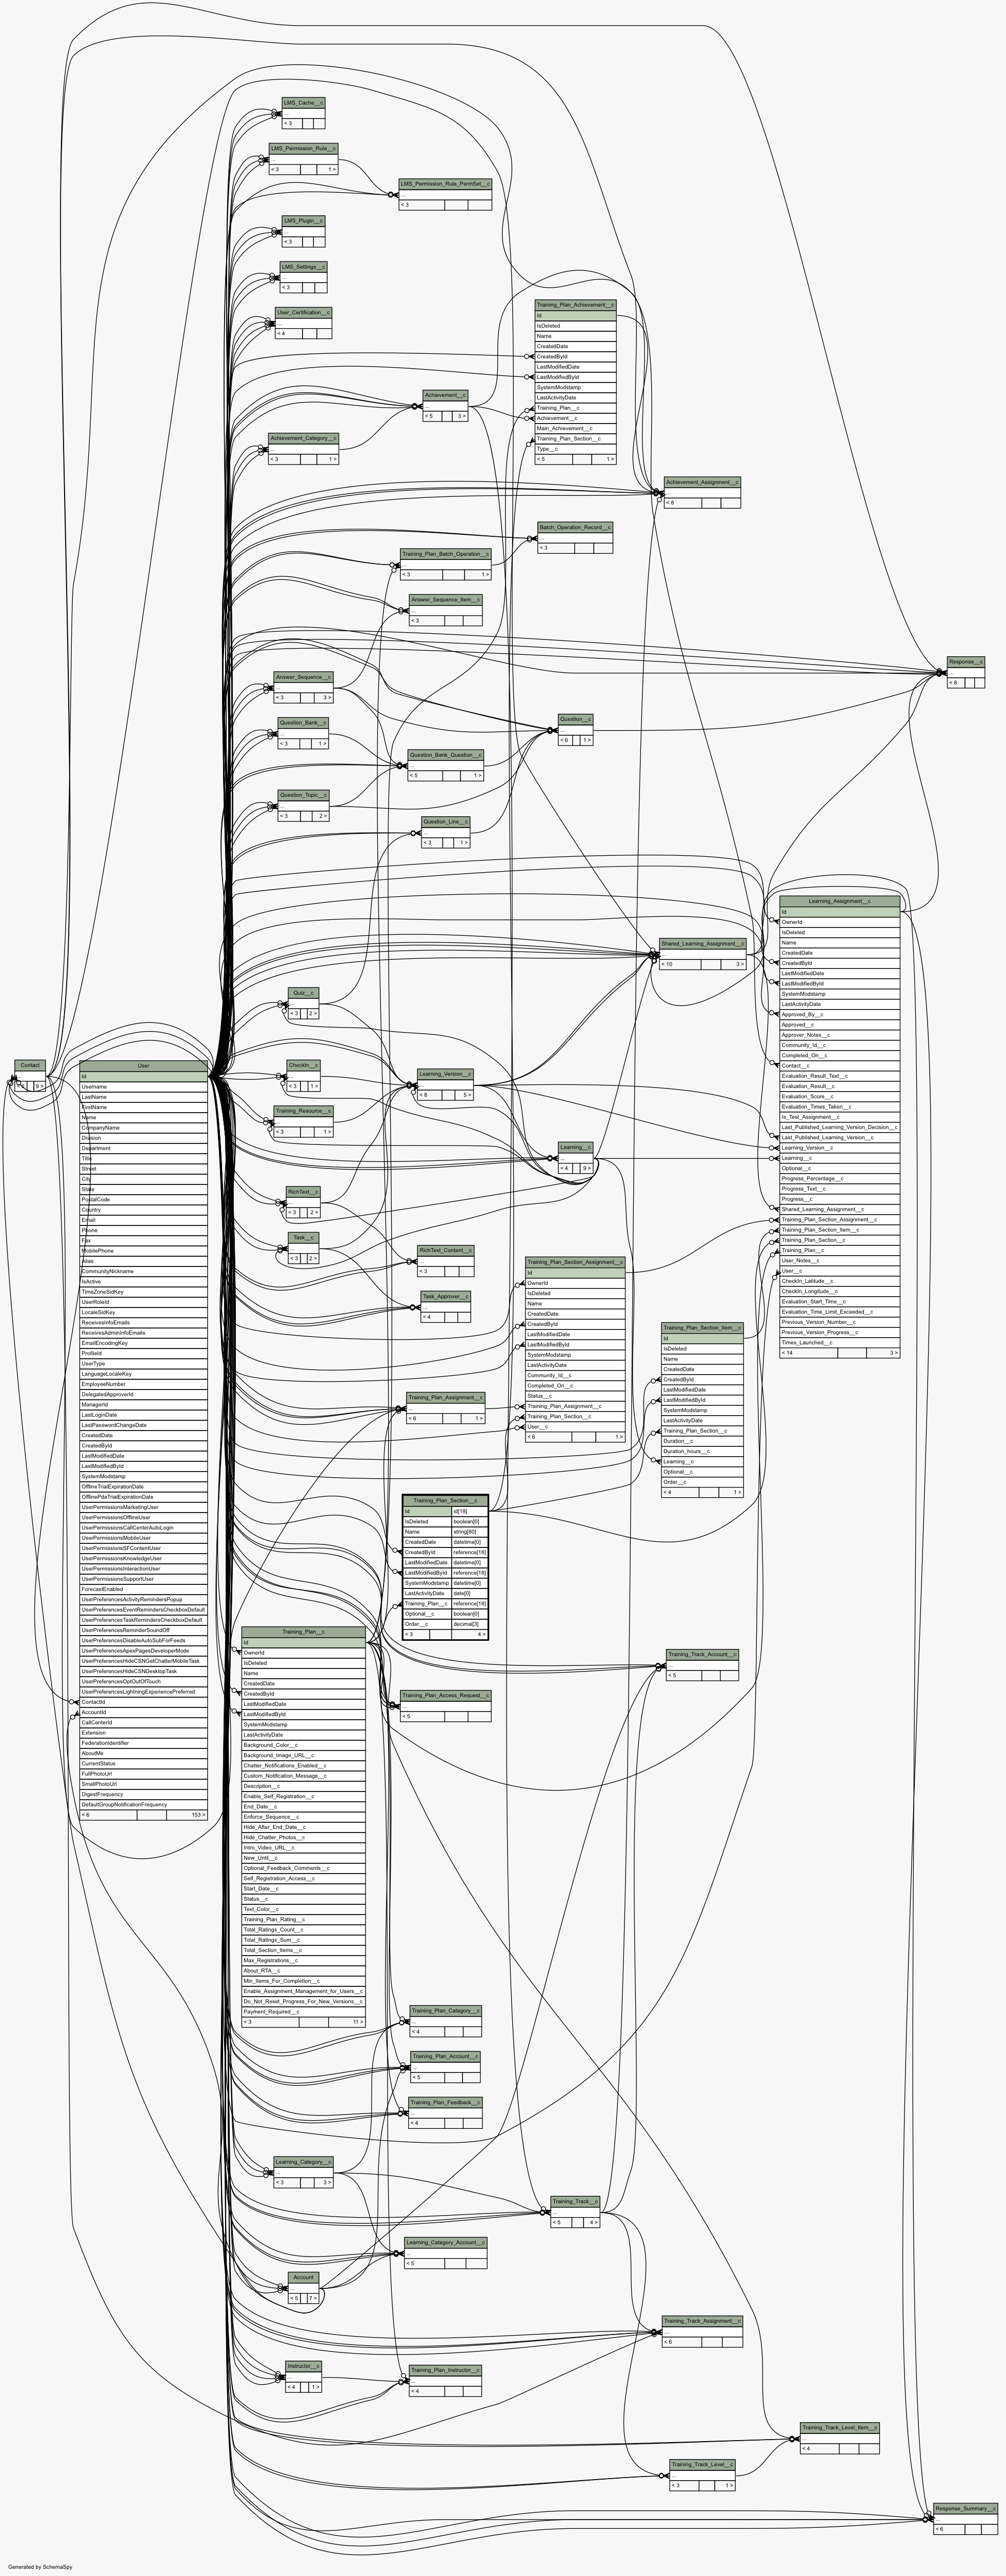 LMS_Cache__c
...
< 3
LMS_Permission_Rule__c
...
< 3 1 >
LMS_Permission_Rule_PermSet__c
...
< 3
LMS_Plugin__c
...
< 3
LMS_Settings__c
...
< 3
User_Certification__c
...
< 4
Training_Plan_Achievement__c
Id
IsDeleted
Name
CreatedDate
CreatedById
LastModifiedDate
LastModifiedById
SystemModstamp
LastActivityDate
Training_Plan__c
Achievement__c
Main_Achievement__c
Training_Plan_Section__c
Type__c
< 5 1 >
Achievement__c
...
< 5 3 >
Achievement_Category__c
...
< 3 1 >
Achievement_Assignment__c
...
< 8
Batch_Operation_Record__c
...
< 3
Training_Plan_Batch_Operation__c
...
< 3 1 >
Answer_Sequence_Item__c
...
< 3
Response__c
...
< 8
Answer_Sequence__c
...
< 3 3 >
Question_Bank__c
...
< 3 1 >
Question__c
...
< 6 1 >
Question_Bank_Question__c
...
< 5 1 >
Question_Topic__c
...
< 3 2 >
Question_Line__c
...
< 3 1 >
Learning_Assignment__c
Id
OwnerId
IsDeleted
Name
CreatedDate
CreatedById
LastModifiedDate
LastModifiedById
SystemModstamp
LastActivityDate
Approved_By__c
Approved__c
Approver_Notes__c
Community_Id__c
Completed_On__c
Contact__c
Evaluation_Result_Text__c
Evaluation_Result__c
Evaluation_Score__c
Evaluation_Times_Taken__c
Is_Test_Assignment__c
Last_Published_Learning_Version_Decision__c
Last_Published_Learning_Version__c
Learning_Version__c
Learning__c
Optional__c
Progress_Percentage__c
Progress_Text__c
Progress__c
Shared_Learning_Assignment__c
Training_Plan_Section_Assignment__c
Training_Plan_Section_Item__c
Training_Plan_Section__c
Training_Plan__c
User_Notes__c
User__c
CheckIn_Latitude__c
CheckIn_Longitude__c
Evaluation_Start_Time__c
Evaluation_Time_Limit_Exceeded__c
Previous_Version_Number__c
Previous_Version_Progress__c
Times_Launched__c
< 14 3 >
Shared_Learning_Assignment__c
...
< 10 3 >
Quiz__c
...
< 3 2 >
Contact
9 >
CheckIn__c
...
< 3 1 >
Learning_Version__c
...
< 8 5 >
Training_Resource__c
...
< 3 1 >
Learning__c
...
< 4 9 >
RichText__c
...
< 3 2 >
Task__c
...
< 3 2 >
RichText_Content__c
...
< 3
Task_Approver__c
...
< 4
User
Id
Username
LastName
FirstName
Name
CompanyName
Division
Department
Title
Street
City
State
PostalCode
Country
Email
Phone
Fax
MobilePhone
Alias
CommunityNickname
IsActive
TimeZoneSidKey
UserRoleId
LocaleSidKey
ReceivesInfoEmails
ReceivesAdminInfoEmails
EmailEncodingKey
ProfileId
UserType
LanguageLocaleKey
EmployeeNumber
DelegatedApproverId
ManagerId
LastLoginDate
LastPasswordChangeDate
CreatedDate
CreatedById
LastModifiedDate
LastModifiedById
SystemModstamp
OfflineTrialExpirationDate
OfflinePdaTrialExpirationDate
UserPermissionsMarketingUser
UserPermissionsOfflineUser
UserPermissionsCallCenterAutoLogin
UserPermissionsMobileUser
UserPermissionsSFContentUser
UserPermissionsKnowledgeUser
UserPermissionsInteractionUser
UserPermissionsSupportUser
ForecastEnabled
UserPreferencesActivityRemindersPopup
UserPreferencesEventRemindersCheckboxDefault
UserPreferencesTaskRemindersCheckboxDefault
UserPreferencesReminderSoundOff
UserPreferencesDisableAutoSubForFeeds
UserPreferencesApexPagesDeveloperMode
UserPreferencesHideCSNGetChatterMobileTask
UserPreferencesHideCSNDesktopTask
UserPreferencesOptOutOfTouch
UserPreferencesLightningExperiencePreferred
ContactId
AccountId
CallCenterId
Extension
FederationIdentifier
AboutMe
CurrentStatus
FullPhotoUrl
SmallPhotoUrl
DigestFrequency
DefaultGroupNotificationFrequency
< 6 153 >
Training_Plan_Section_Assignment__c
Id
OwnerId
IsDeleted
Name
CreatedDate
CreatedById
LastModifiedDate
LastModifiedById
SystemModstamp
LastActivityDate
Community_Id__c
Completed_On__c
Status__c
Training_Plan_Assignment__c
Training_Plan_Section__c
User__c
< 6 1 >
Training_Plan_Section_Item__c
Id
IsDeleted
Name
CreatedDate
CreatedById
LastModifiedDate
LastModifiedById
SystemModstamp
LastActivityDate
Training_Plan_Section__c
Duration__c
Duration_hours__c
Learning__c
Optional__c
Order__c
< 4 1 >
Training_Plan_Assignment__c
...
< 6 1 >
Training_Plan_Section__c
Id id[18]
IsDeleted boolean[0]
Name string[80]
CreatedDate datetime[0]
CreatedById reference[18]
LastModifiedDate datetime[0]
LastModifiedById reference[18]
SystemModstamp datetime[0]
LastActivityDate date[0]
Training_Plan__c reference[18]
Optional__c boolean[0]
Order__c decimal[3]
< 3 4 >
Training_Plan__c
Id
OwnerId
IsDeleted
Name
CreatedDate
CreatedById
LastModifiedDate
LastModifiedById
SystemModstamp
LastActivityDate
Background_Color__c
Background_Image_URL__c
Chatter_Notifications_Enabled__c
Custom_Notification_Message__c
Description__c
Enable_Self_Registration__c
End_Date__c
Enforce_Sequence__c
Hide_After_End_Date__c
Hide_Chatter_Photos__c
Intro_Video_URL__c
New_Until__c
Optional_Feedback_Comments__c
Self_Registration_Access__c
Start_Date__c
Status__c
Text_Color__c
Training_Plan_Rating__c
Total_Ratings_Count__c
Total_Ratings_Sum__c
Total_Section_Items__c
Max_Registrations__c
About_RTA__c
Min_Items_For_Completion__c
Enable_Assignment_Management_for_Users__c
Do_Not_Reset_Progress_For_New_Versions__c
Payment_Required__c
< 3 11 >
Training_Track_Account__c
...
< 5
Training_Plan_Access_Request__c
...
< 5
Training_Plan_Category__c
...
< 4
Training_Plan_Account__c
...
< 5
Training_Plan_Feedback__c
...
< 4
Learning_Category__c
...
< 3 3 >
Training_Track__c
...
< 5 4 >
Learning_Category_Account__c
...
< 5
Account
...
< 5 7 >
Training_Track_Assignment__c
...
< 6
Instructor__c
...
< 4 1 >
Training_Plan_Instructor__c
...
< 4
Training_Track_Level_Item__c
...
< 4
Training_Track_Level__c
...
< 3 1 >
Response_Summary__c
...
< 6
Generated by SchemaSpy